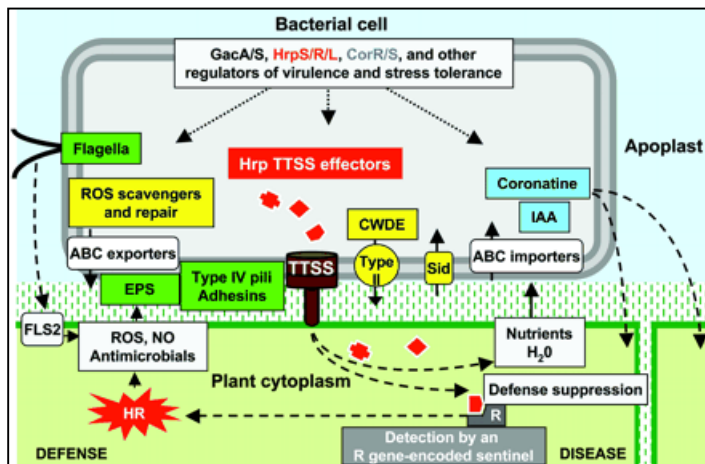 Bacterial cell
GacA/S, HrpS/R/L, CorR/S, and other
regulators of virulence and stress tolerance
Flagella
Apoplast
Hrp TTSS effectors
Coronatine
IAA
ROS scavengers
and repair
CWDE
ABC exporters
TTSS
Type
II
Sid
ABC importers
EPS
Type IV pili
Adhesins
FLS2
ROS, NO
Antimicrobials
Nutrients
H20
Plant cytoplasm
Defense suppression
HR
R
Detection by an
R gene-encoded sentinel
DEFENSE
DISEASE